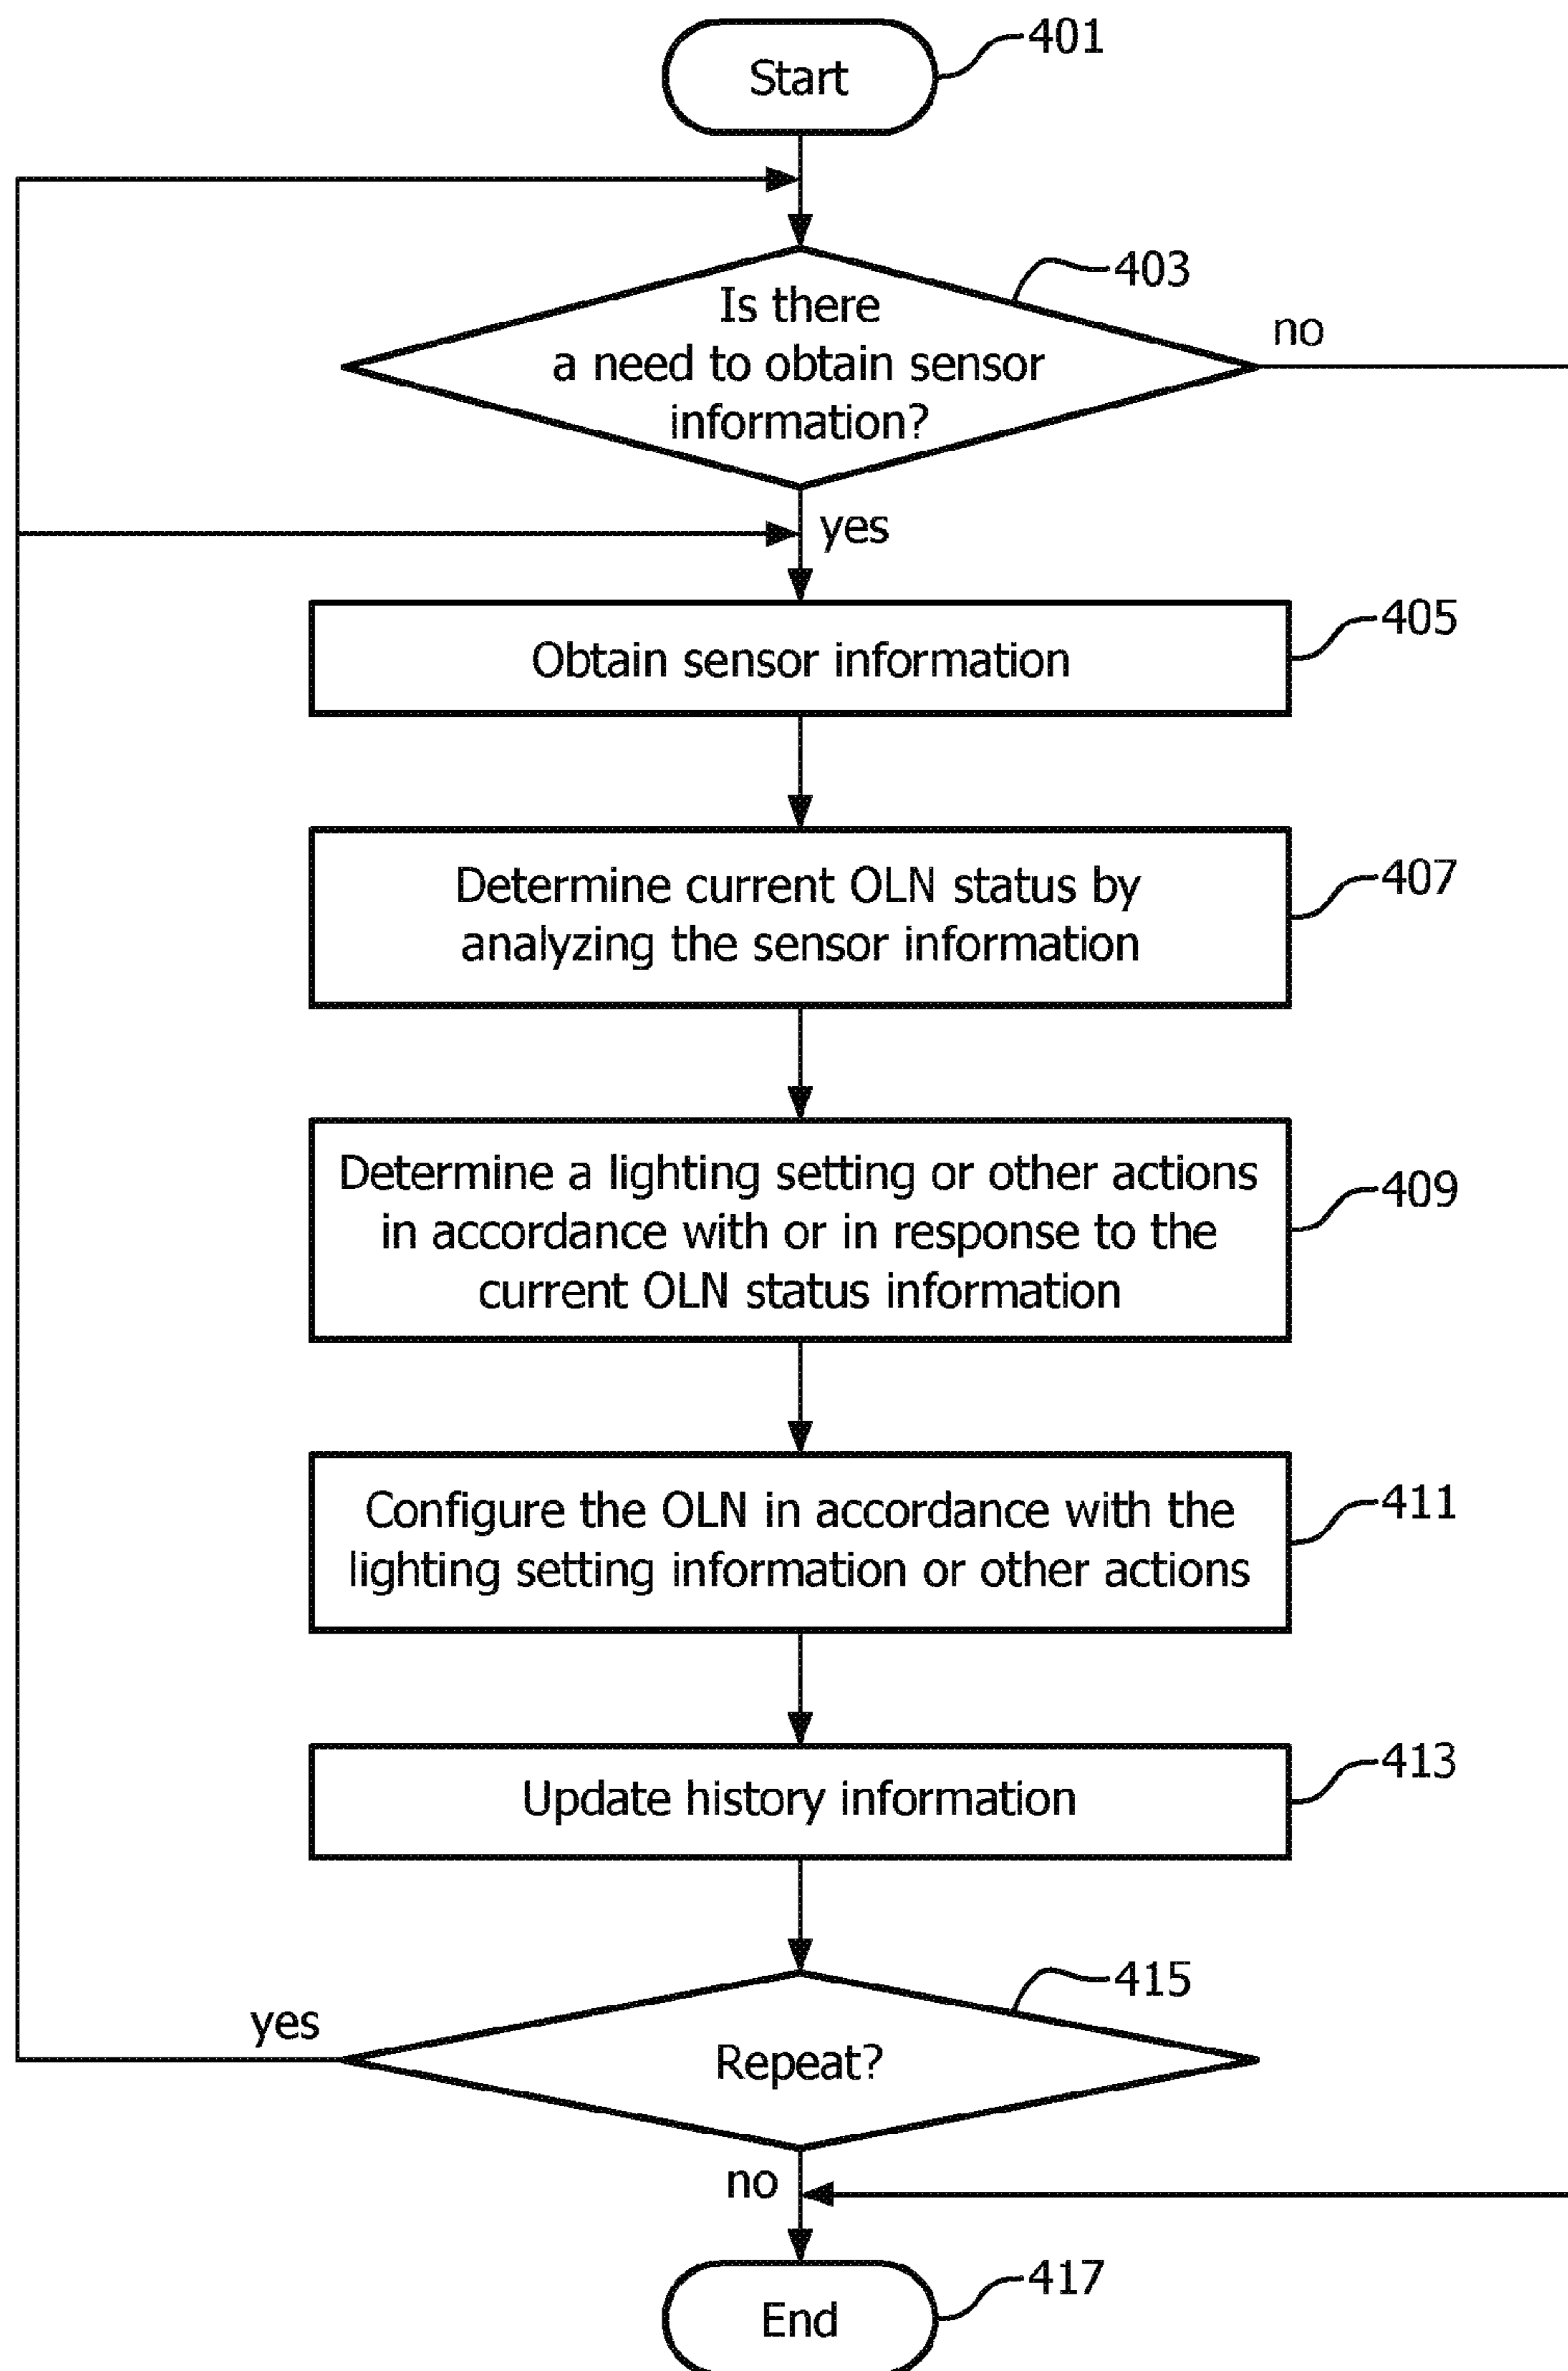 401
Start
403
Is there
a need to obtain sensor
information?
no
yes
405
Obtain sensor information
407
Determine current OLN status by
analyzing the sensor information
409
Determine a lighting setting or other actions
in accordance with or in response to the
current OLN status information
411
Configure the OLN in accordance with the
lighting setting information or other actions
413
Update history information
415
yes
Repeat?
no
417
End